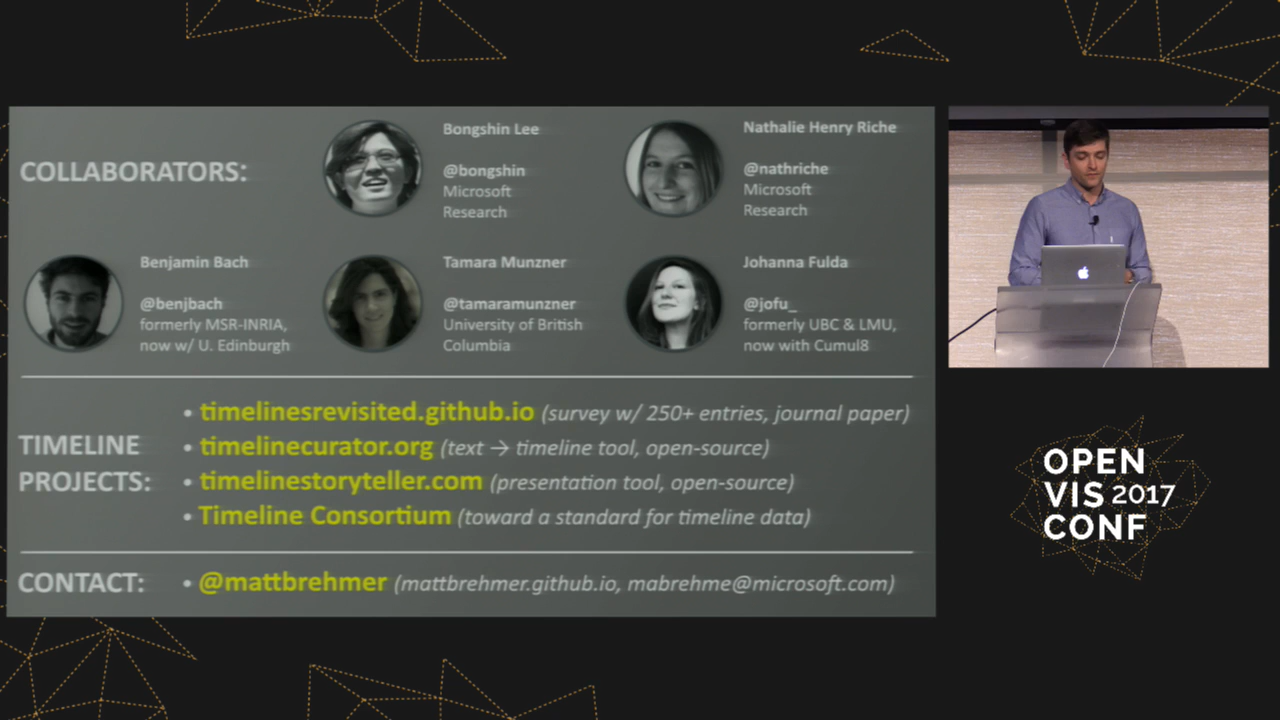 COLLABORATORS:
Bongshin Lee
@bongshin
Microsoft
Research
Nathalie Henry Riche
@nathriche
Microsoft
Research
Benjamin Bach
@benjbach
formerly MSR-INRIA,
now w/ U. Edinburgh
Tamara Munzner
@tamaramunzner
University of British
Columbia
Johanna Fulda
@jofu_
formerly UBC & LMU,
now with Cumul8
TIMELINE
PROJECTS:
• timelinesrevisited.github.io (survey w/ 250+ entries, journal paper)
• timelinecurator.org (text → timeline tool, open-source)
• timelinestoryteller.com (presentation tool, open-source)
• Timeline Consortium (toward a standard for timeline data)
CONTACT:
• @mattbrehmer (mattbrehmer.github.io, mabrehme@microsoft.com)
OPEN
VIS 2017
CONF